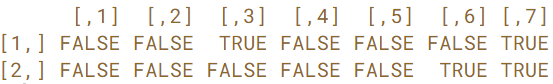 [,1] [,2] [,3] [,4] [,5] [,6] [,7]
[1,] FALSE FALSE TRUE FALSE FALSE FALSE TRUE
[2,] FALSE FALSE FALSE FALSE FALSE TRUE TRUE